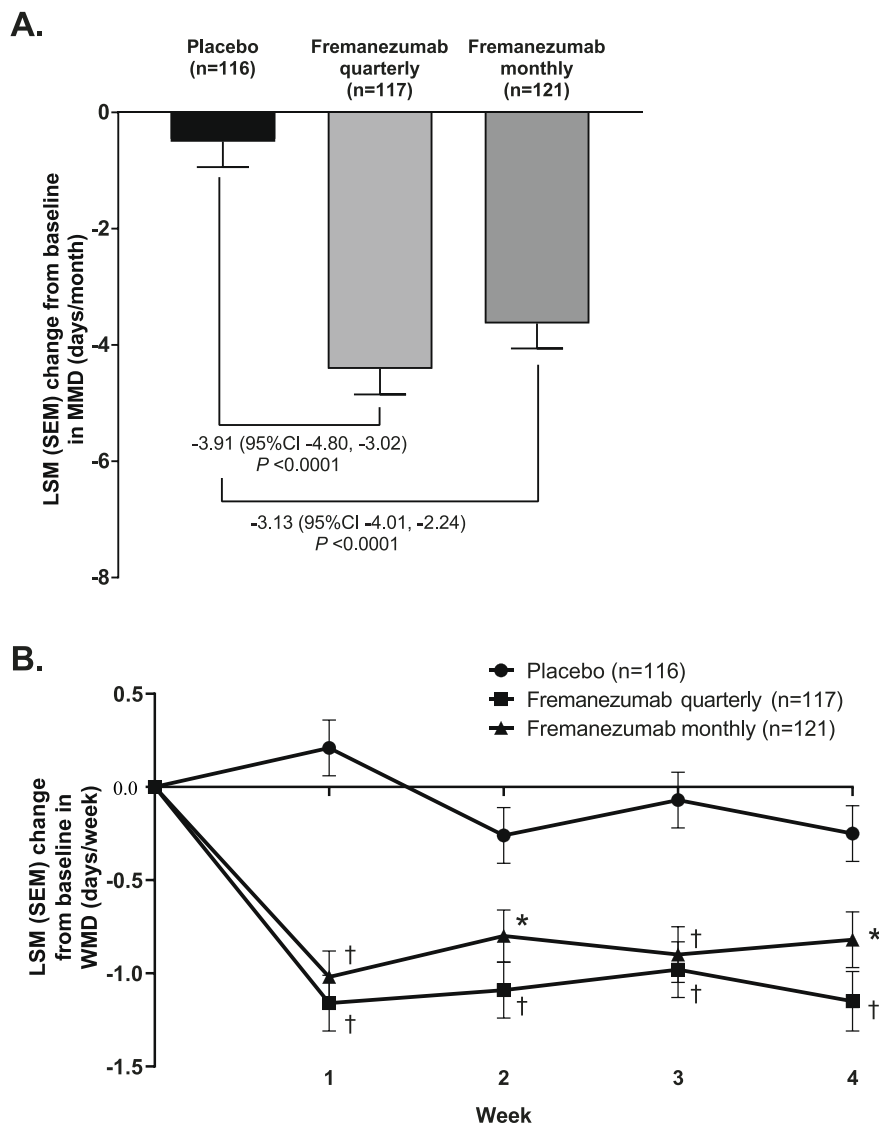 A.
Placebo
(n=116)
Fremanezumab
quarterly
(n=117)
Fremanezumab
monthly
(n=121)
LSM (SEM) change from baseline
in MMD (days/month)
0
-2
-4
-6
-8
-3.91 (95%CI -4.80, -3.02)
P <0.0001
-3.13 (95%CI -4.01, -2.24)
P <0.0001
B.
Placebo (n=116)
Fremanezumab quarterly (n=117)
Fremanezumab monthly (n=121)
LSM (SEM) change
from baseline in
WMD (days/week)
0.5
0.0
-0.5
-1.0
-1.5
†
*
†
*
†
†
†
†
1
2
3
4
Week